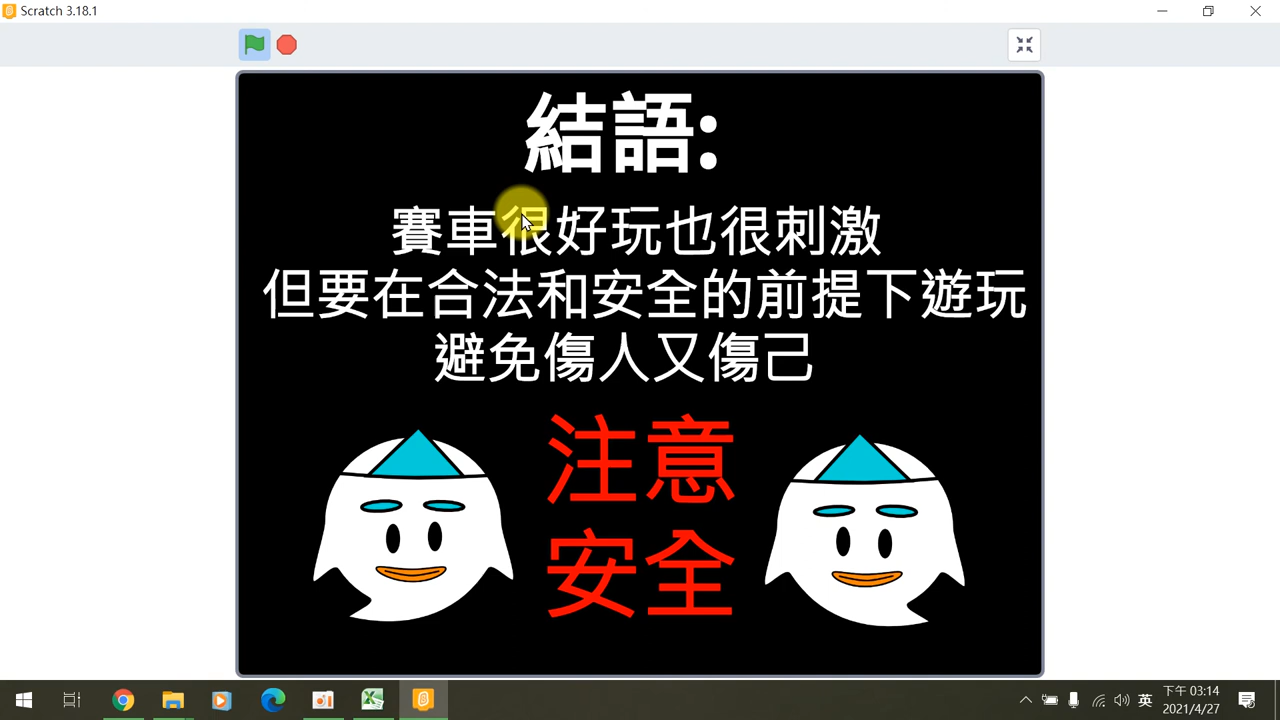 Scratch 3.18.1
結語:
賽車很好玩也很刺激
但要在合法和安全的前提下遊玩
避免傷人又傷己
注意
安全
英
下午 03:14
2021/4/27